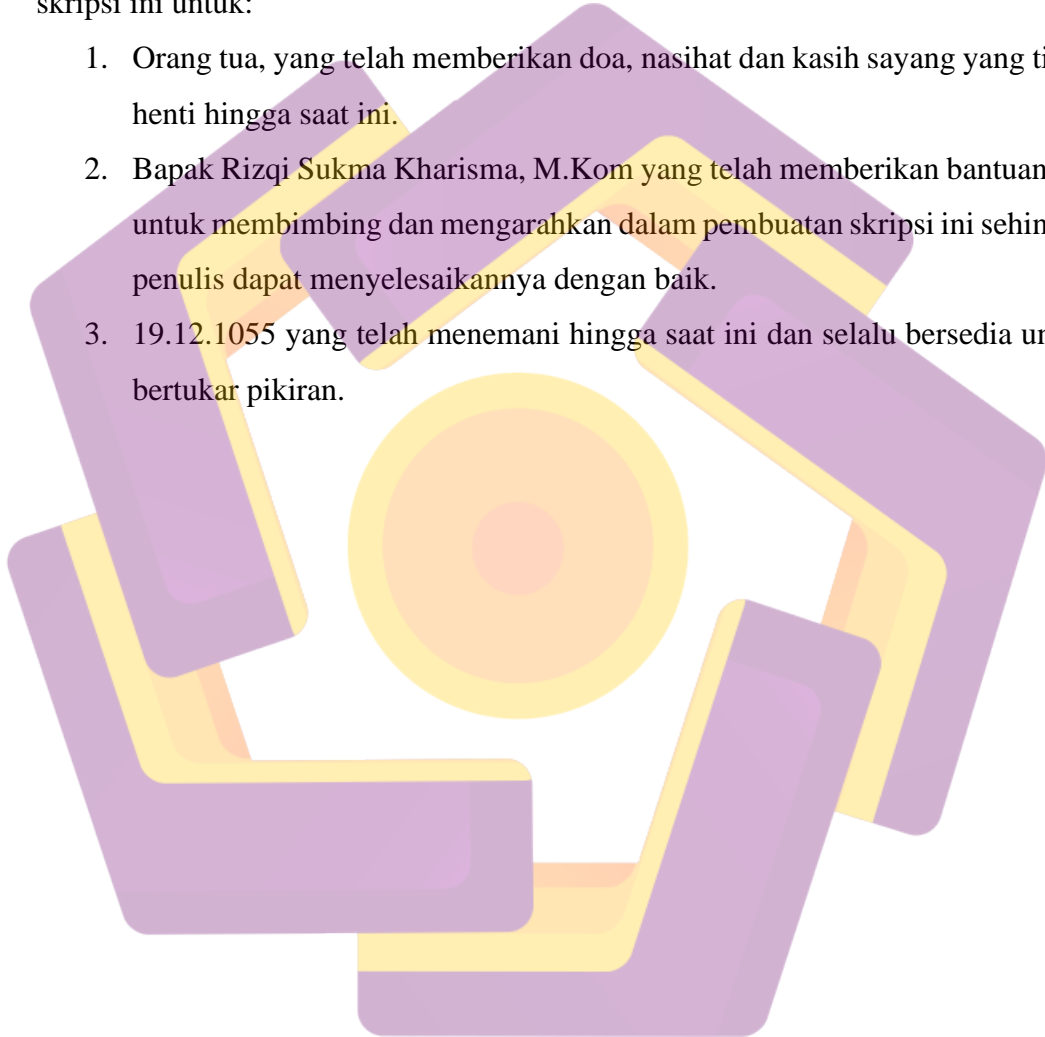 skripsi ini untuk:
1. Orang tua, yang telah memberikan doa, nasihat dan kasih sayang yang
henti hingga saat ini.
2. Bapak Rizqi Sukma Kharisma, M.Kom yang telah memberikan bantuan
untuk membimbing dan mengarahkan dalam pembuatan skripsi ini
penulis dapat menyelesaikannya dengan baik.
3. 19.12.1055 yang telah menemani hingga saat ini dan selalu bersedia
bertukar pikiran.